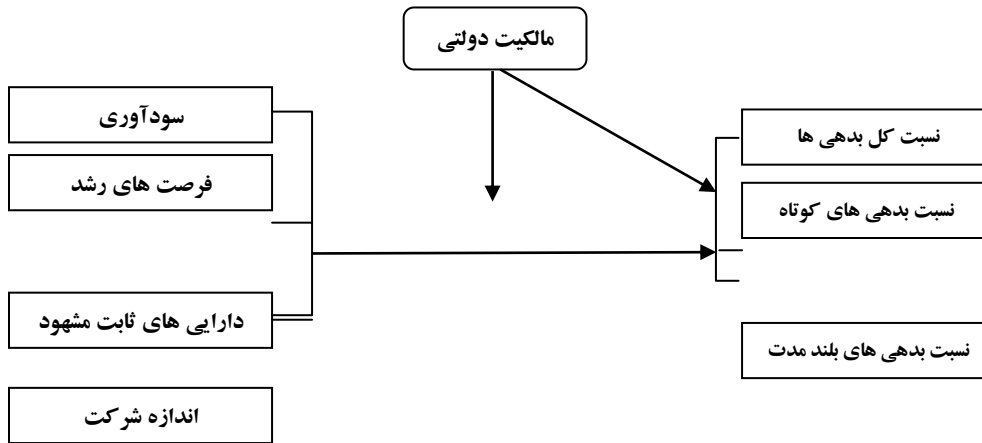 مالکیت دولتی
سودآوری
فرصت های رشد
دارایی های ثابت مشهود
اندازه شرکت
نسبت کل بدهی ها
نسبت بدهی های کوتاه
نسبت بدهی های بلند مدت